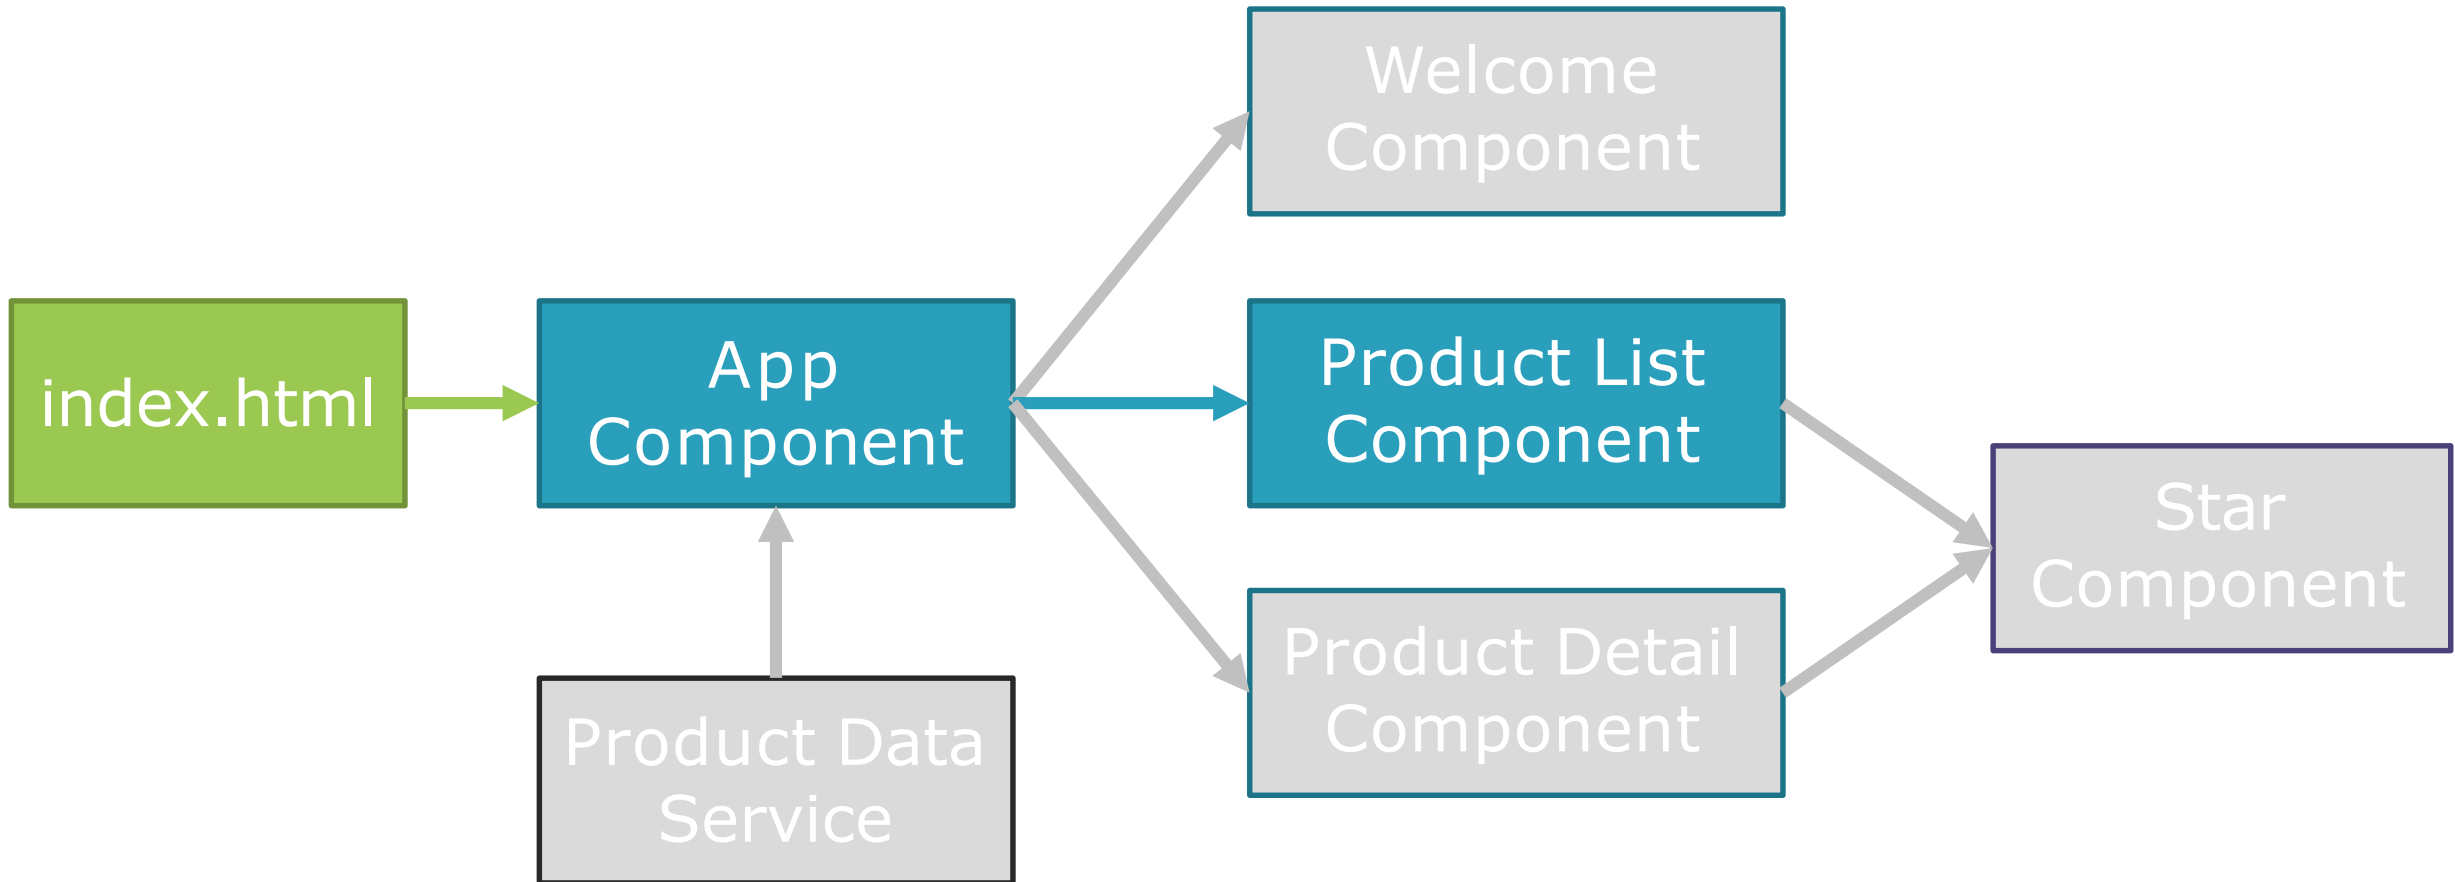 Welcome
Component
index.html
App
Component
Product List
Component
Star
Component
Product Detail
Component
Product Data
Service